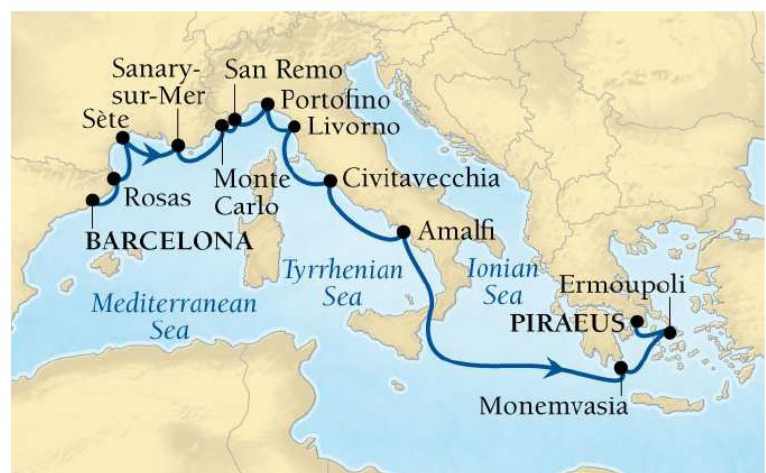 Sanary-
sur-Mer
San Remo
Sète
Portofino
Livorno
Rosas
Monte
Carlo
Civitavecchia
BARCELONA
Amalfi
Tyrrhenian
Sea
Ionian
Sea
Ermoupoli
Mediterranean
Sea
PIRAEUS
Monemvasia